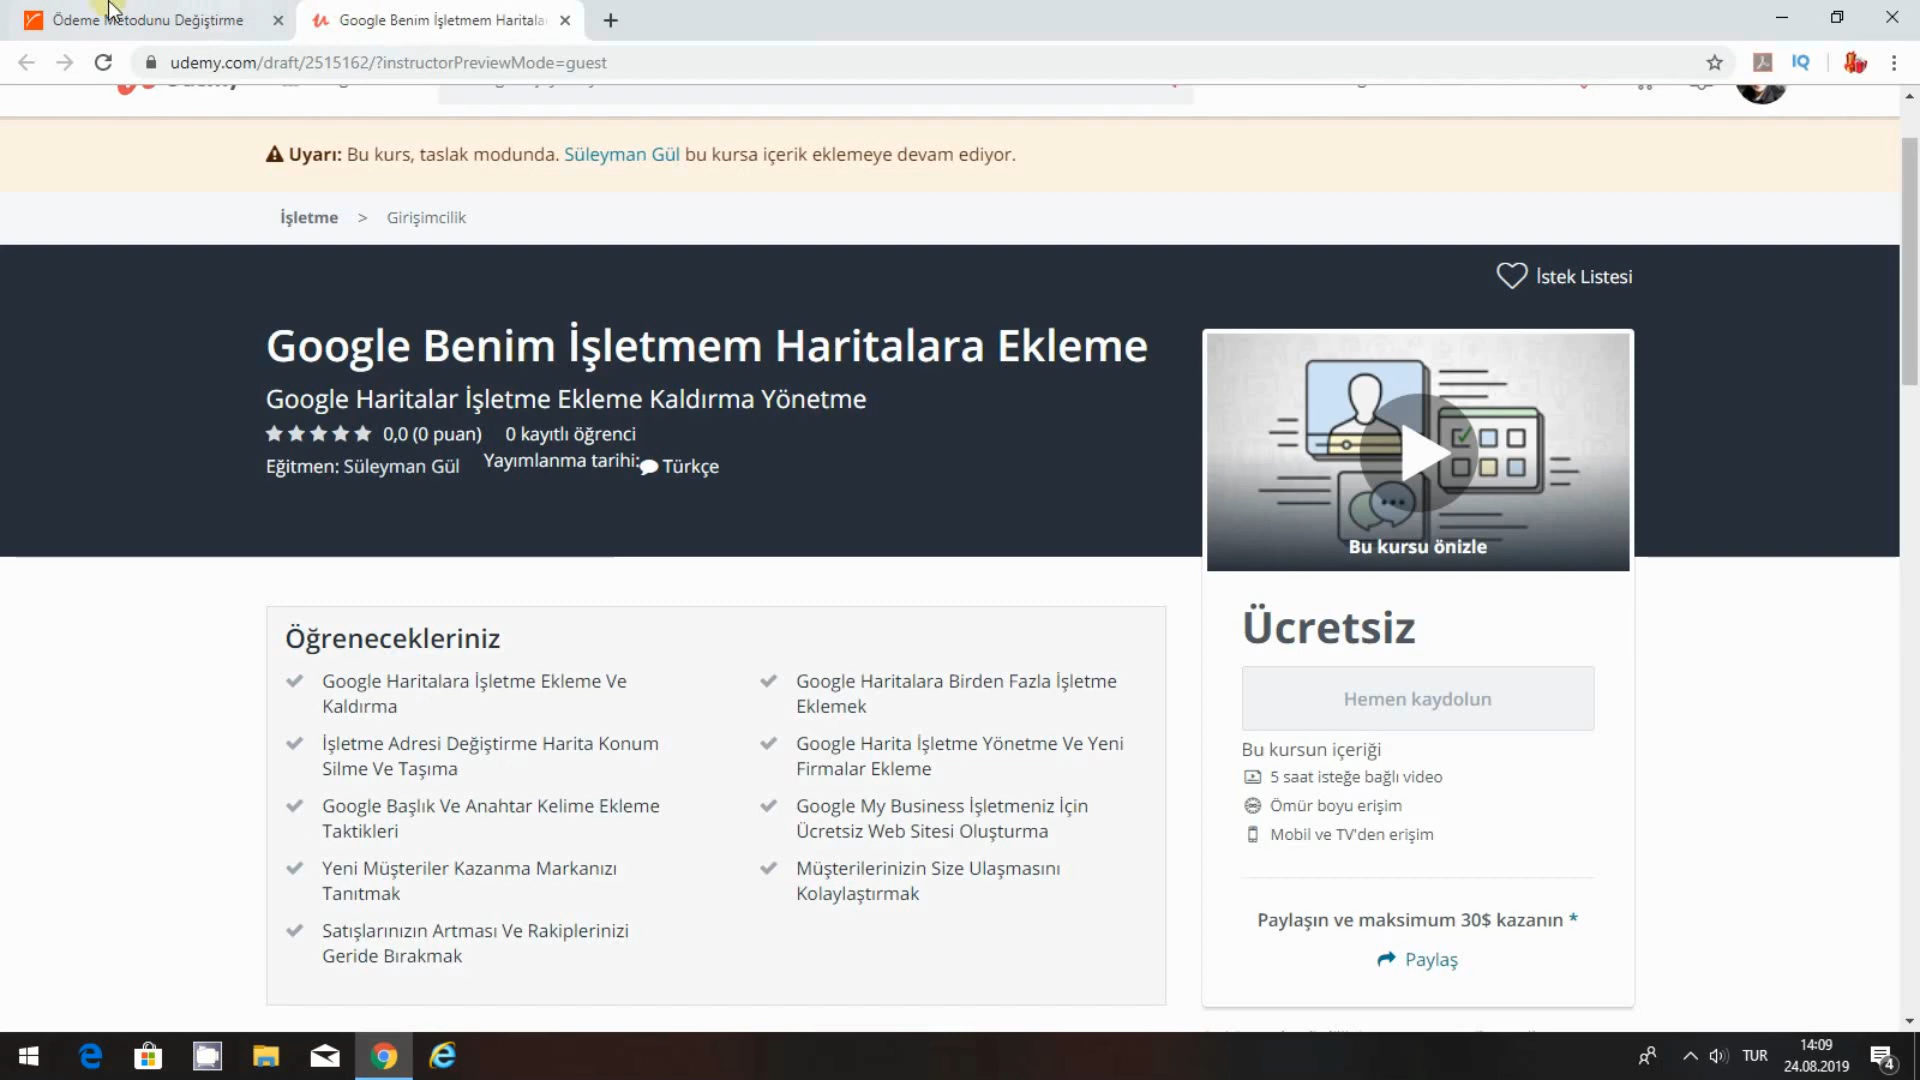 Ödeme Metodunu Değiştirme
Google Benim İşletmem Haritala
udemy.com/draft/2515162/?instructorPreviewMode=guest
IQ
Uyarı: Bu kurs, taslak modunda. Süleyman Gül bu kursa içerik eklemeye devam ediyor.
İşletme > Girişimcilik
İstek Listesi
Google Benim İşletmem Haritalara Ekleme
Google Haritalar İşletme Ekleme Kaldırma Yönetme
0,0 (0 puan) 0 kayıtlı öğrenci
Eğitmen: Süleyman Gül Yayımlanma tarihi: Türkçe
Bu kursu önizle
Öğrenecekleriniz
Google Haritalara İşletme Ekleme Ve
Kaldırma
İşletme Adresi Değiştirme Harita Konum
Silme Ve Taşıma
Google Başlık Ve Anahtar Kelime Ekleme
Taktikleri
Yeni Müşteriler Kazanma Markanızı
Tanıtmak
Satışlarınızın Artması Ve Rakiplerinizi
Geride Bırakmak
Google Haritalara Birden Fazla İşletme
Eklemek
Google Harita İşletme Yönetme Ve Yeni
Firmalar Ekleme
Google My Business İşletmeniz İçin
Ücretsiz Web Sitesi Oluşturma
Müşterilerinizin Size Ulaşmasını
Kolaylaştırmak
Ücretsiz
Hemen kaydolun
Bu kursun içeriği
5 saat isteğe bağlı video
Ömür boyu erişim
Mobil ve TV'den erişim
Paylaşın ve maksimum 30$ kazanın *
Paylaş
TUR
14:09
24.08.2019
4